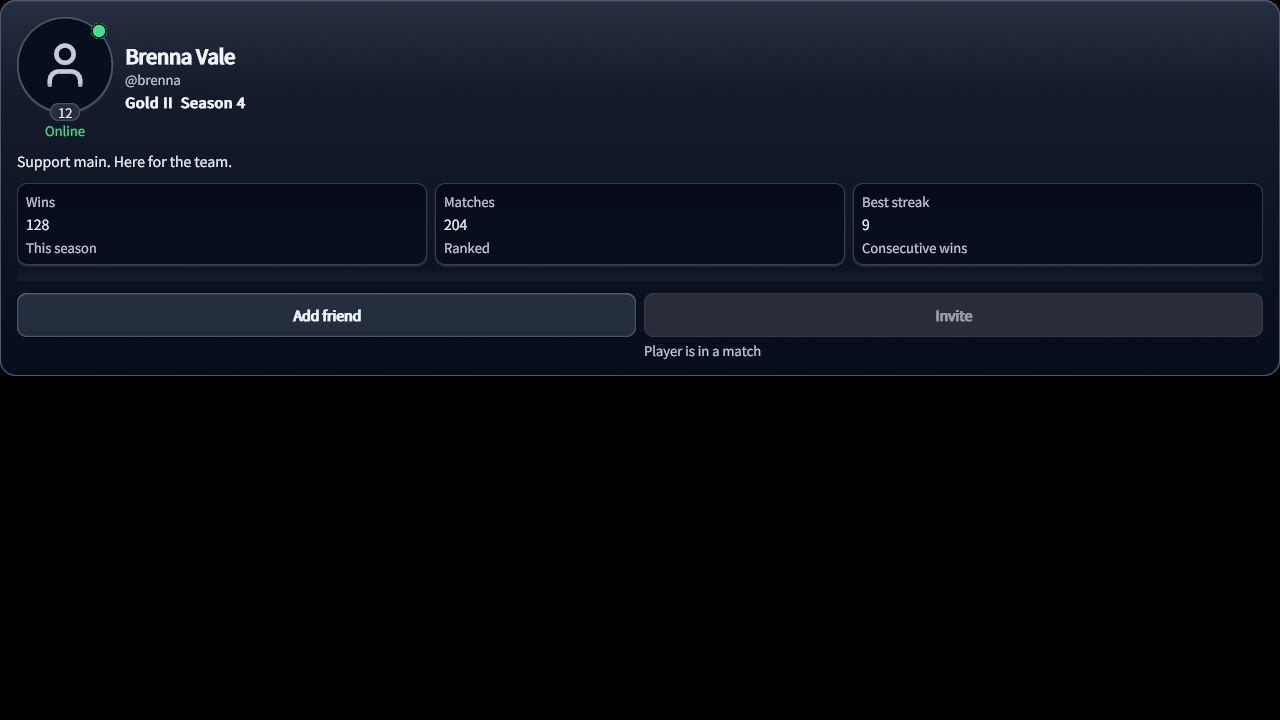 Brenna Vale
@brenna
Gold II Season 4
12
Online
Support main. Here for the team.
Wins
128
This season
Matches
204
Ranked
Best streak
9
Consecutive wins
Add friend
Invite
Player is in a match